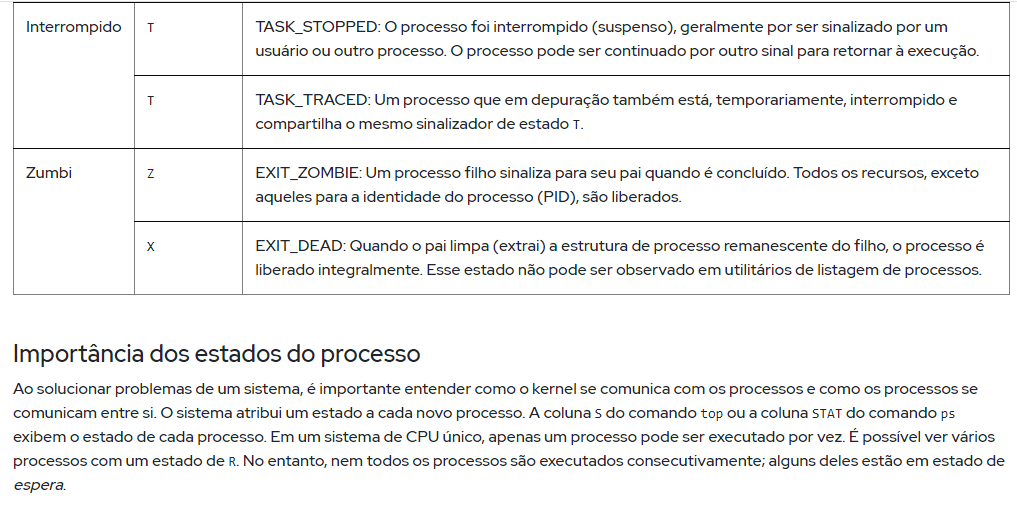 Interrompido T TASK_STOPPED: O processo foi interrompido (suspenso), geralmente por ser sinalizado por um
usuário ou outro processo. O processo pode ser continuado por outro sinal para retornar à execução.
T TASK_TRACED: Um processo que em depuração também está, temporariamente, interrompido e
compartilha o mesmo sinalizador de estado T.
Zumbi Z EXIT_ZOMBIE: Um processo filho sinaliza para seu pai quando é concluído. Todos os recursos, exceto
aqueles para a identidade do processo (PID), são liberados.
X EXIT_DEAD: Quando o pai limpa (extrai) a estrutura de processo remanescente do filho, o processo é
liberado integralmente. Esse estado não pode ser observado em utilitários de listagem de processos.
Importância dos estados do processo
Ao solucionar problemas de um sistema, é importante entender como o kernel se comunica com os processos e como os processos se
comunicam entre si. O sistema atribui um estado a cada novo processo. A coluna S do comando top ou a coluna STAT do comando ps
exibem o estado de cada processo. Em um sistema de CPU único, apenas um processo pode ser executado por vez. É possível ver vários
processos com um estado de R. No entanto, nem todos os processos são executados consecutivamente; alguns deles estão em estado de
espera.